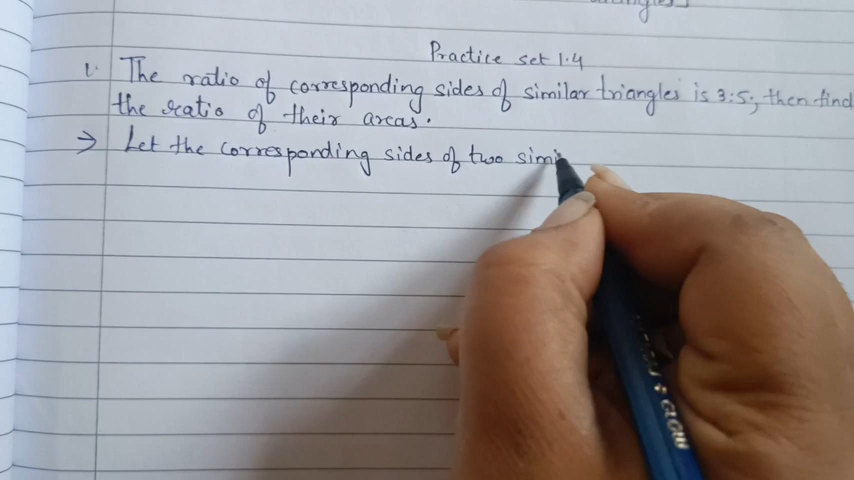 Practice set 1.4
1. The ratio of corresponding sides of similar triangles is 3:5; then find
the ratio of their areas.
→ Let the corresponding sides of two simi